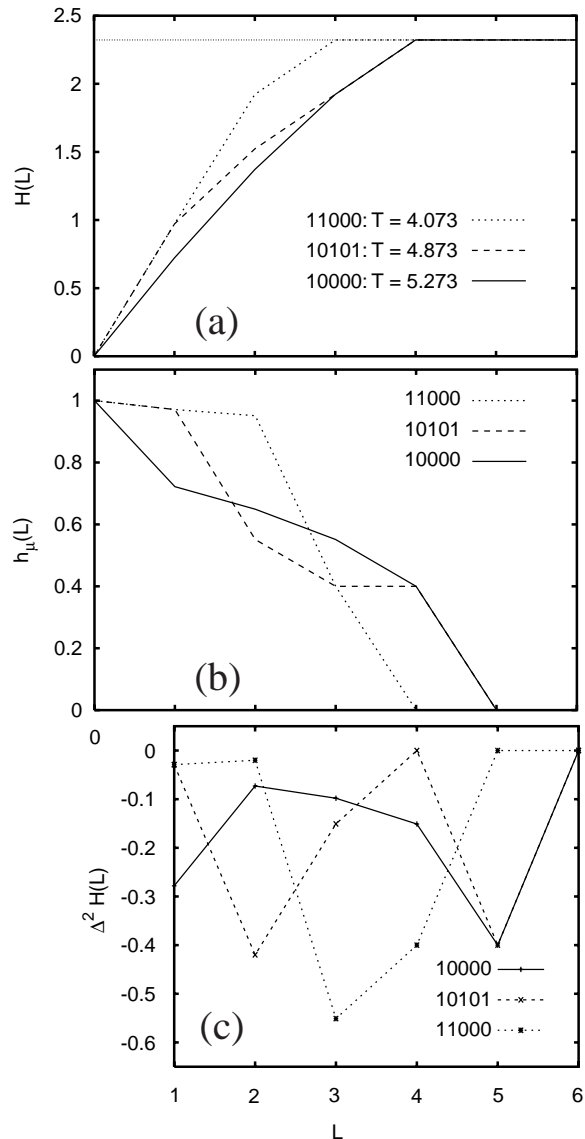 2.5
2
1.5
1
0.5
0
H(L)
11000: T = 4.073
10101: T = 4.873
10000: T = 5.273
(a)
1
0.8
0.6
0.4
0.2
0
hμ(L)
11000
10101
10000
(b)
0
0
-0.1
-0.2
-0.3
-0.4
-0.5
-0.6
Δ² H(L)
10000
10101
11000
(c)
1 2 3 4 5 6
L